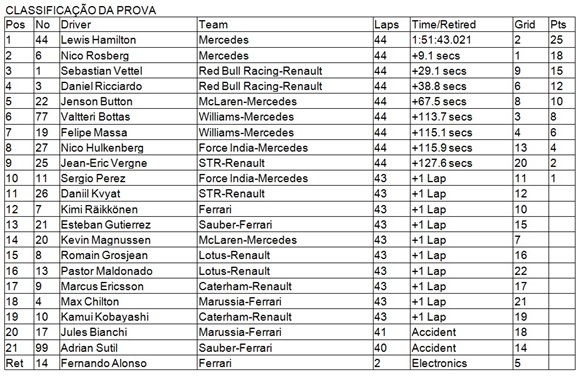 CLASSIFICAÇÃO DA PROVA
Pos No Driver Team Laps Time/Retired Grid Pts
1 44 Lewis Hamilton Mercedes 44 1:51:43.021 2 25
2 6 Nico Rosberg Mercedes 44 +9.1 secs 1 18
3 1 Sebastian Vettel Red Bull Racing-Renault 44 +29.1 secs 9 15
4 3 Daniel Ricciardo Red Bull Racing-Renault 44 +38.8 secs 6 12
5 22 Jenson Button McLaren-Mercedes 44 +67.5 secs 8 10
6 77 Valtteri Bottas Williams-Mercedes 44 +113.7 secs 3 8
7 19 Felipe Massa Williams-Mercedes 44 +115.1 secs 4 6
8 27 Nico Hulkenberg Force India-Mercedes 44 +115.9 secs 13 4
9 25 Jean-Eric Vergne STR-Renault 44 +127.6 secs 20 2
10 11 Sergio Perez Force India-Mercedes 43 +1 Lap 11 1
11 26 Daniil Kvyat STR-Renault 43 +1 Lap 12
12 7 Kimi Räikkönen Ferrari 43 +1 Lap 10
13 21 Esteban Gutierrez Sauber-Ferrari 43 +1 Lap 15
14 20 Kevin Magnussen McLaren-Mercedes 43 +1 Lap 7
15 8 Romain Grosjean Lotus-Renault 43 +1 Lap 16
16 13 Pastor Maldonado Lotus-Renault 43 +1 Lap 22
17 9 Marcus Ericsson Caterham-Renault 43 +1 Lap 17
18 4 Max Chilton Marussia-Ferrari 43 +1 Lap 21
19 10 Kamui Kobayashi Caterham-Renault 43 +1 Lap 19
20 17 Jules Bianchi Marussia-Ferrari 41 Accident 18
21 99 Adrian Sutil Sauber-Ferrari 40 Accident 14
Ret 14 Fernando Alonso Ferrari 2 Electronics 5